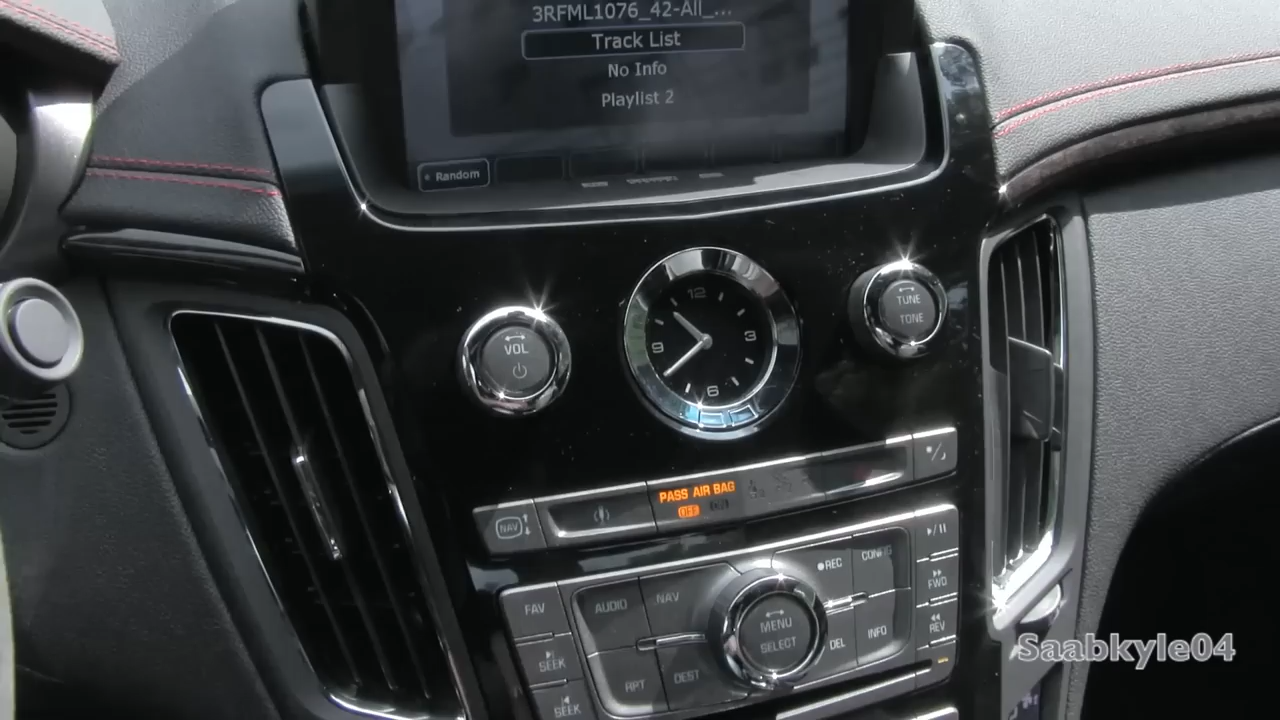 3RFML1076_42-All_...
Track List
No Info
Playlist 2
Random
VOL
12
3
6
9
TUNE
TONE
PASS AIR BAG
OFF
NAV
FAV
AUDIO
NAV
REC
CONFIG
FWD
MENU
SELECT
SEEK
RPT
DEST
DEL
INFO
REV
SEEK
Saabkyle04